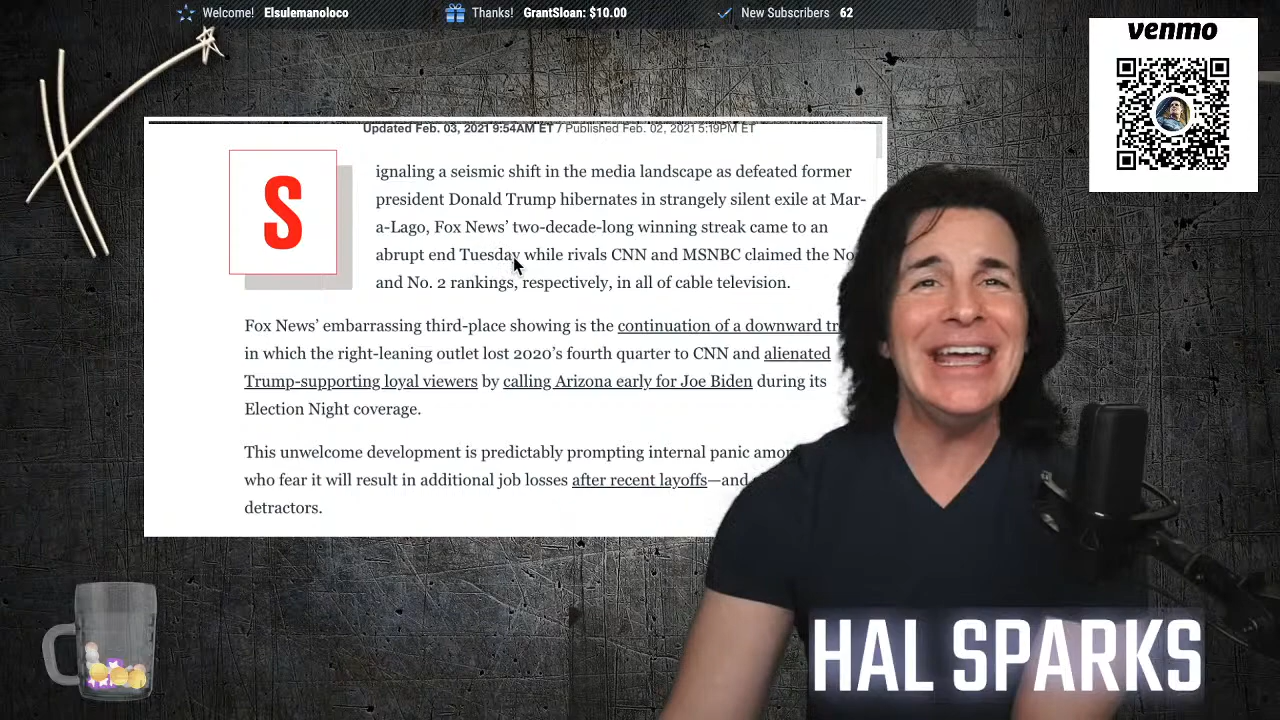 Welcome! Elsulemanoloco
Thanks! GrantSloan: $10.00
New Subscribers 62
venmo
Updated Feb. 03, 2021 9:54AM ET / Published Feb. 02, 2021 5:19PM ET
S
ignaling a seismic shift in the media landscape as defeated former
president Donald Trump hibernates in strangely silent exile at Mar-
a-Lago, Fox News’ two-decade-long winning streak came to an
abrupt end Tuesday while rivals CNN and MSNBC claimed the No
and No. 2 rankings, respectively, in all of cable television.
Fox News’ embarrassing third-place showing is the continuation of a downward tr
in which the right-leaning outlet lost 2020’s fourth quarter to CNN and alienated
Trump-supporting loyal viewers by calling Arizona early for Joe Biden during its
Election Night coverage.
This unwelcome development is predictably prompting internal panic amon
who fear it will result in additional job losses after recent layoffs—and
detractors.
HAL SPARKS